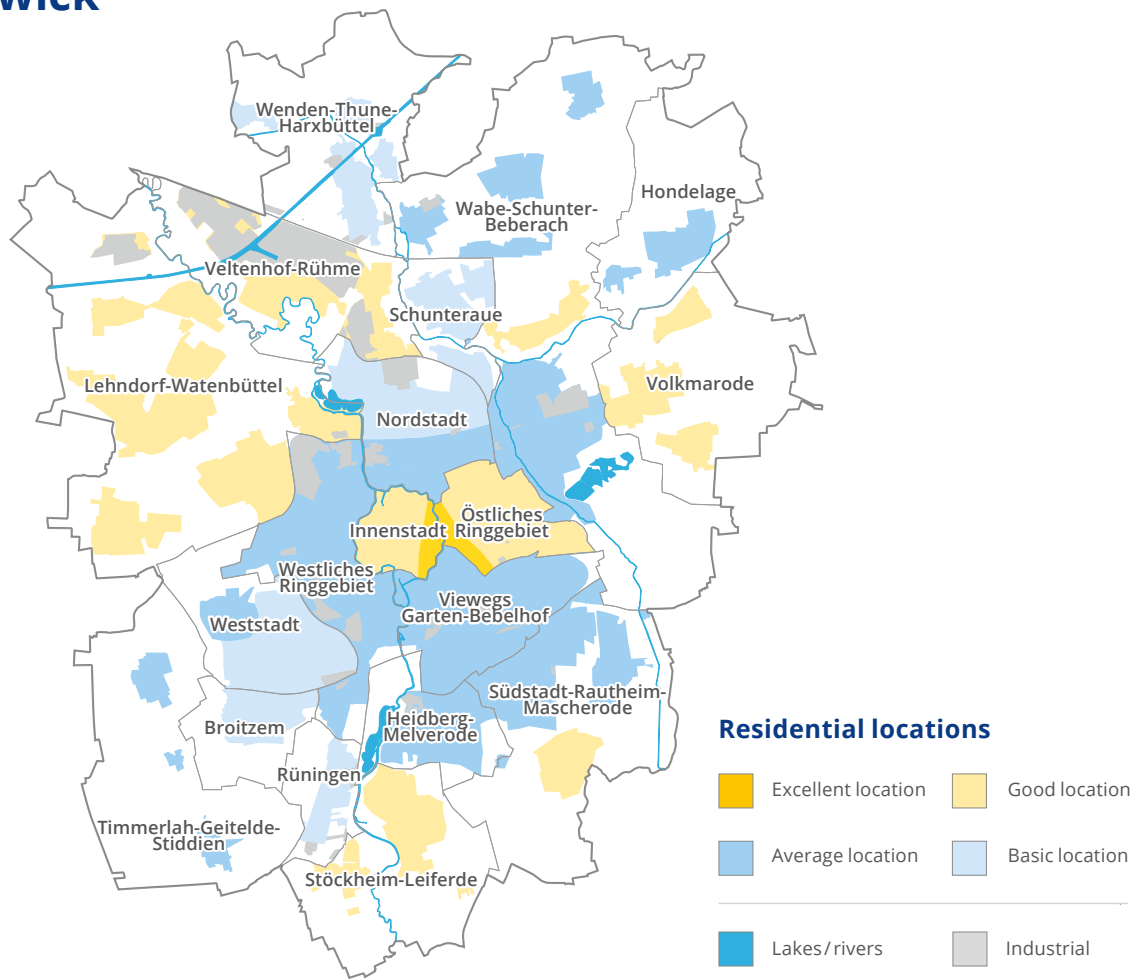 Wenden-Thune-
Harxbüttel
Hondelage
Wabe-Schunter-
Beberach
Veltenhof-Rühme
Schunteraue
Lehndorf-Watenbüttel
Volkmarode
Nordstadt
Östliches
Ringgebiet
Innenstadt
Westliches
Ringgebiet
Viewegs
Garten-Bebelhof
Weststadt
Südstadt-Rautheim-
Mascherode
Heidberg-
Melverode
Broitzem
Rüningen
Timmerlah-Geitelde-
Stiddien
Stöckheim-Leiferde
Residential locations
Excellent location
Good location
Average location
Basic location
Lakes/rivers
Industrial